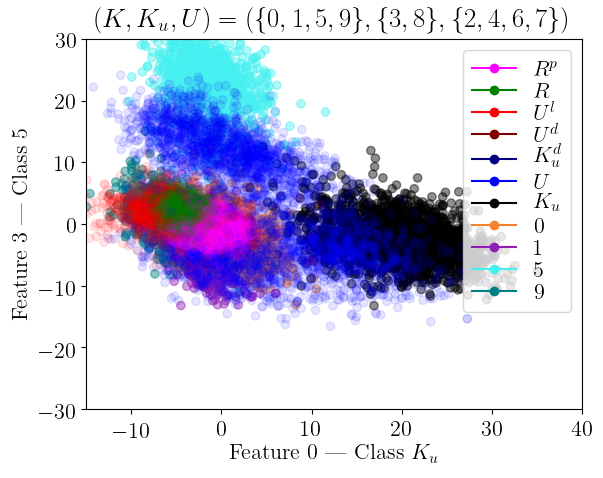 (K, K_u, U) = ({0, 1, 5, 9}, {3, 8}, {2, 4, 6, 7})
30
20
10
0
−10
−20
−30
Feature 3 — Class 5
−10
0
10
20
30
40
Feature 0 — Class K_u
R^p
R
U^l
U^d
K_u^d
U
K_u
0
1
5
9